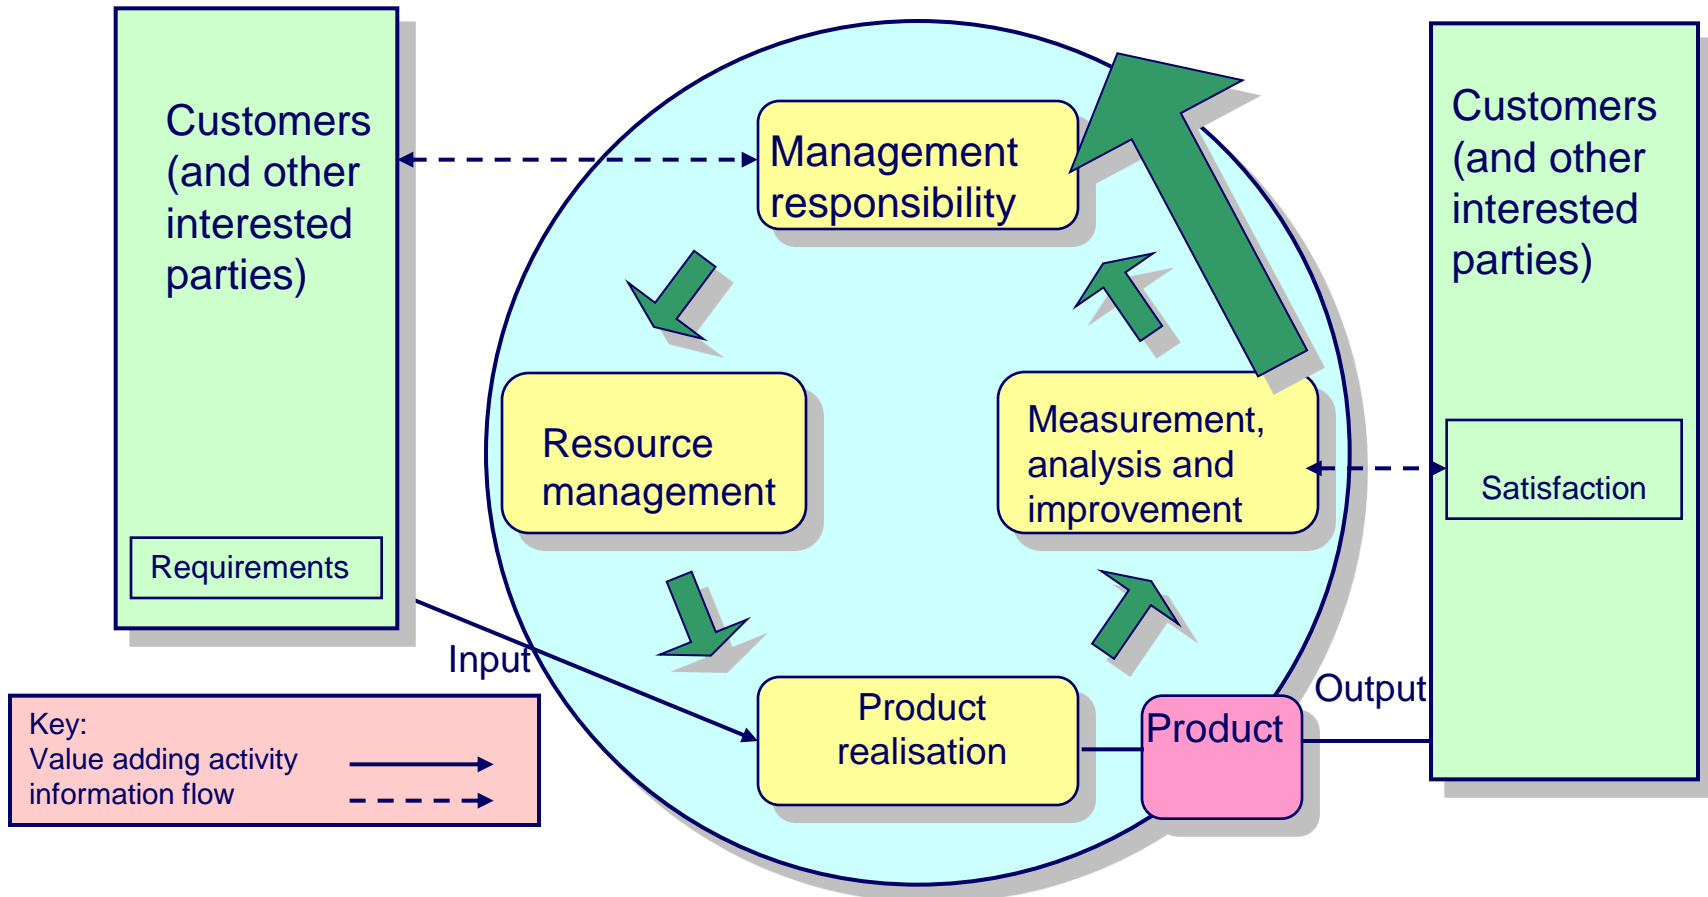 Customers
(and other
interested
parties)
Requirements
Management
responsibility
Resource
management
Measurement,
analysis and
improvement
Customers
(and other
interested
parties)
Satisfaction
Input
Product
realisation
Product
Output
Key:
Value adding activity
information flow